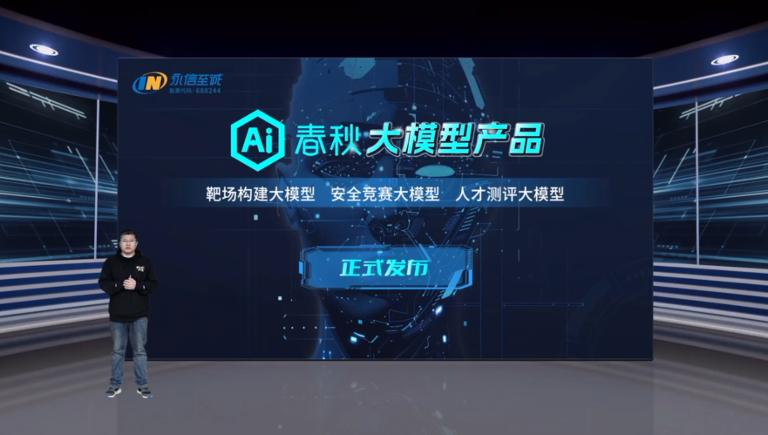 IN 永信至诚
股票代码:688244
Ai 春秋大模型产品
靶场构建大模型 安全竞赛大模型 人才测评大模型
正式发布